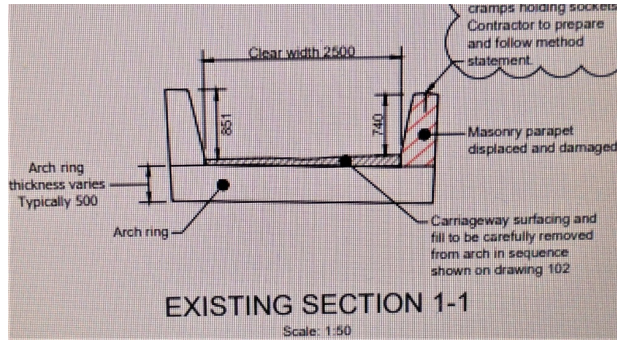 cramps holding sockets
Contractor to prepare
and follow method
statement.
Clear width 2500
851
740
Masonry parapet
displaced and damaged
Arch ring
thickness varies
Typically 500
Arch ring
Carriageway surfacing and
fill to be carefully removed
from arch in sequence
shown on drawing 102
EXISTING SECTION 1-1
Scale: 1:50